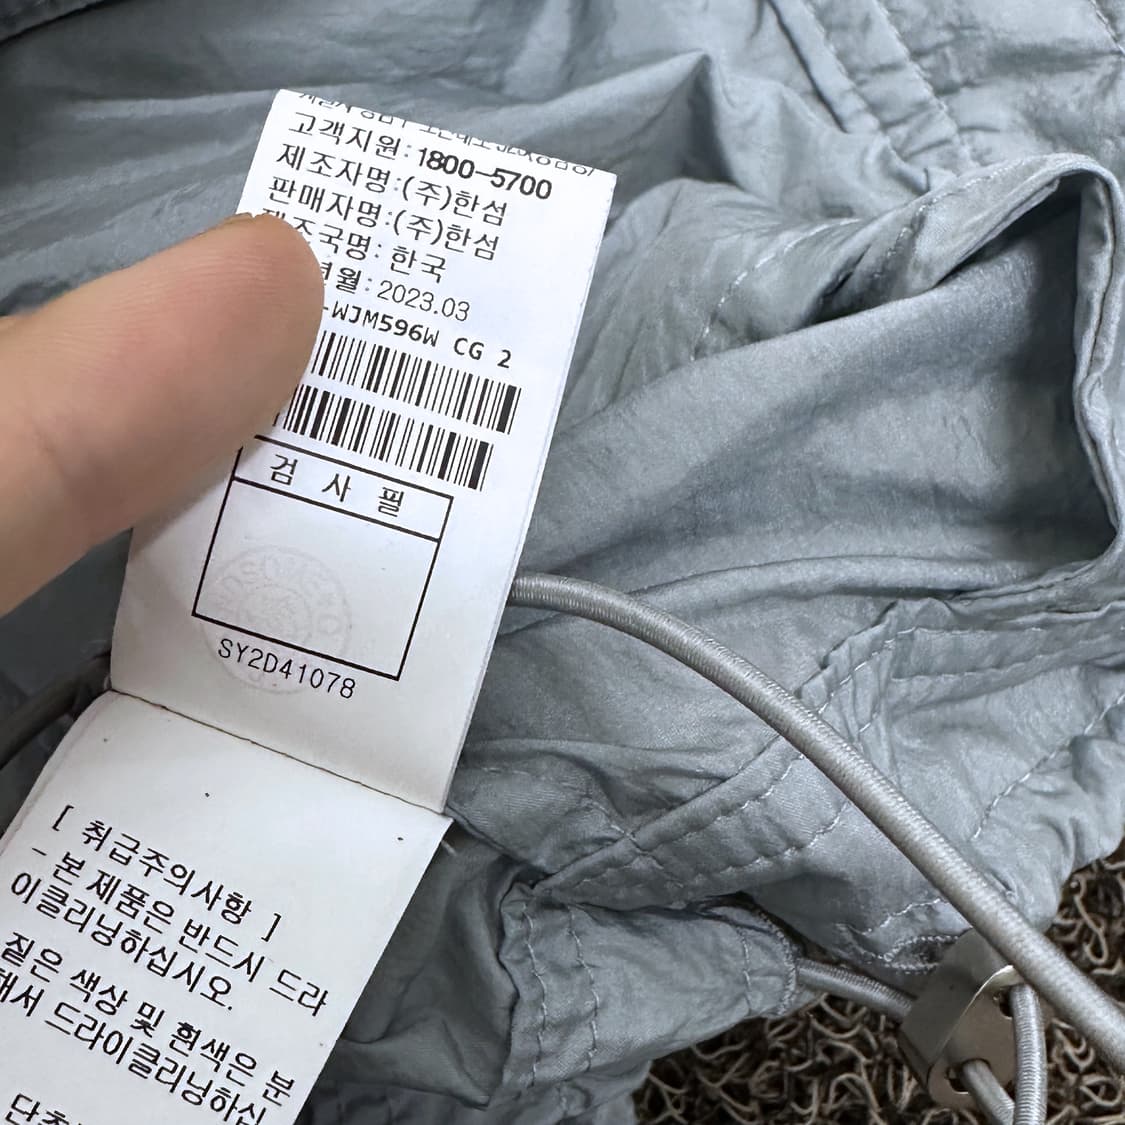 고객지원:1800-5700
제조자명:(주)한섬
판매자명:(주)한섬
제조국명: 한국
년월:2023.03
-WJM596W CG 2
검 사 필
SY2D41078
[ 취급주의사항 ]
- 본 제품은 반드시 드라
이클리닝하십시오.
짙은 색상 및 흰색은 분
해서 드라이클리닝하십
단추